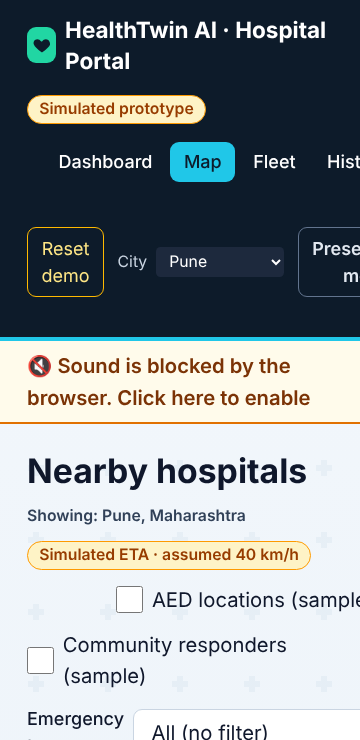 HealthTwin AI · Hospital
Portal
Simulated prototype
Dashboard Map Fleet Hist
Reset
demo
City Pune
Prese
m
Sound is blocked by the
browser. Click here to enable
Nearby hospitals
Showing: Pune, Maharashtra
Simulated ETA · assumed 40 km/h
AED locations (sample
Community responders
(sample)
Emergency
All (no filter)